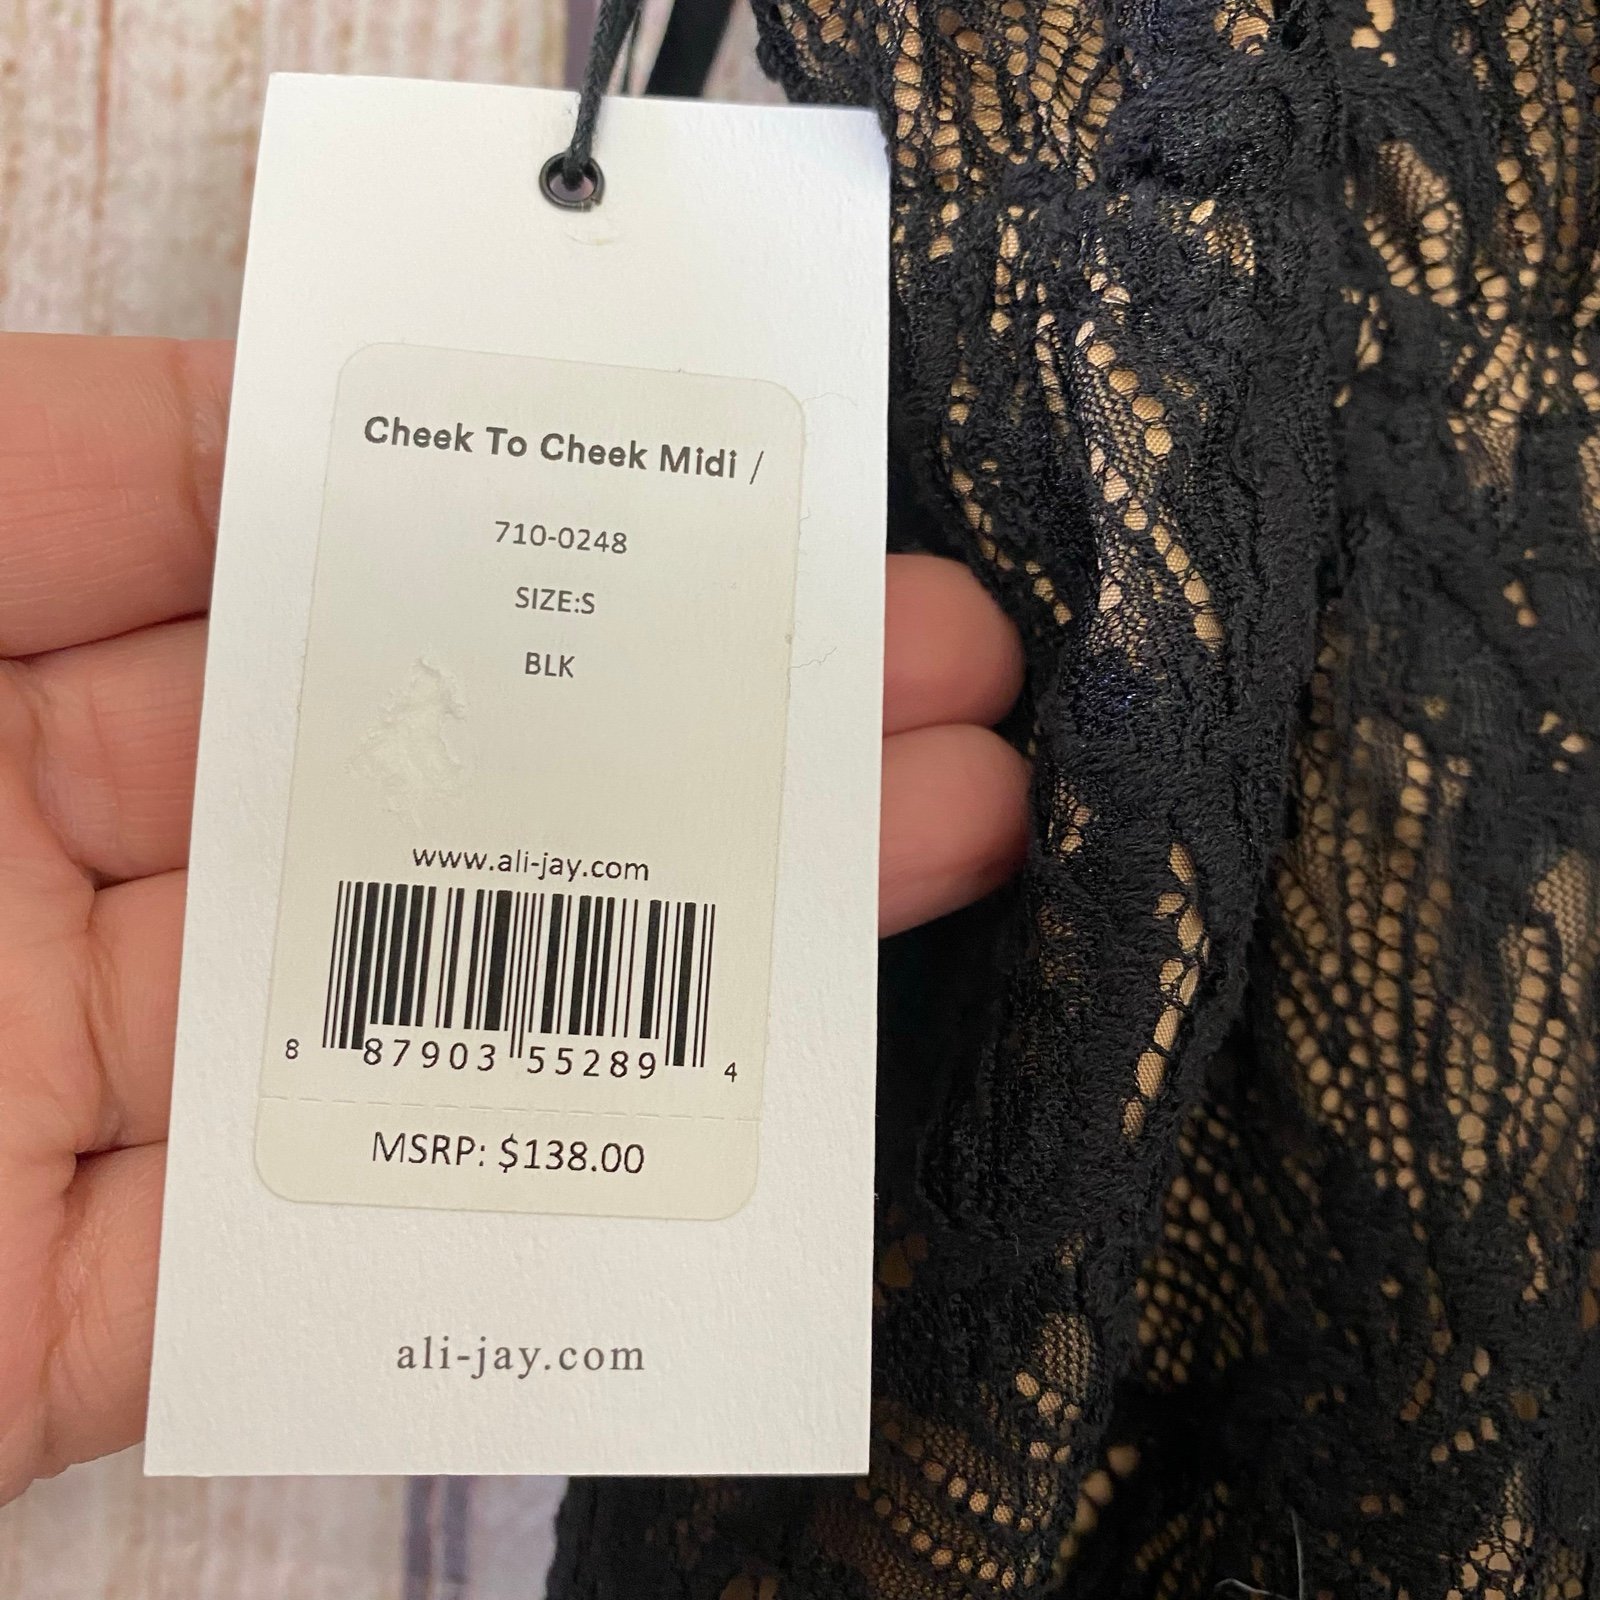 Cheek To Cheek Midi /
710-0248
SIZE:S
BLK
www.ali-jay.com
8 87903 55289 4
MSRP: $138.00
ali-jay.com